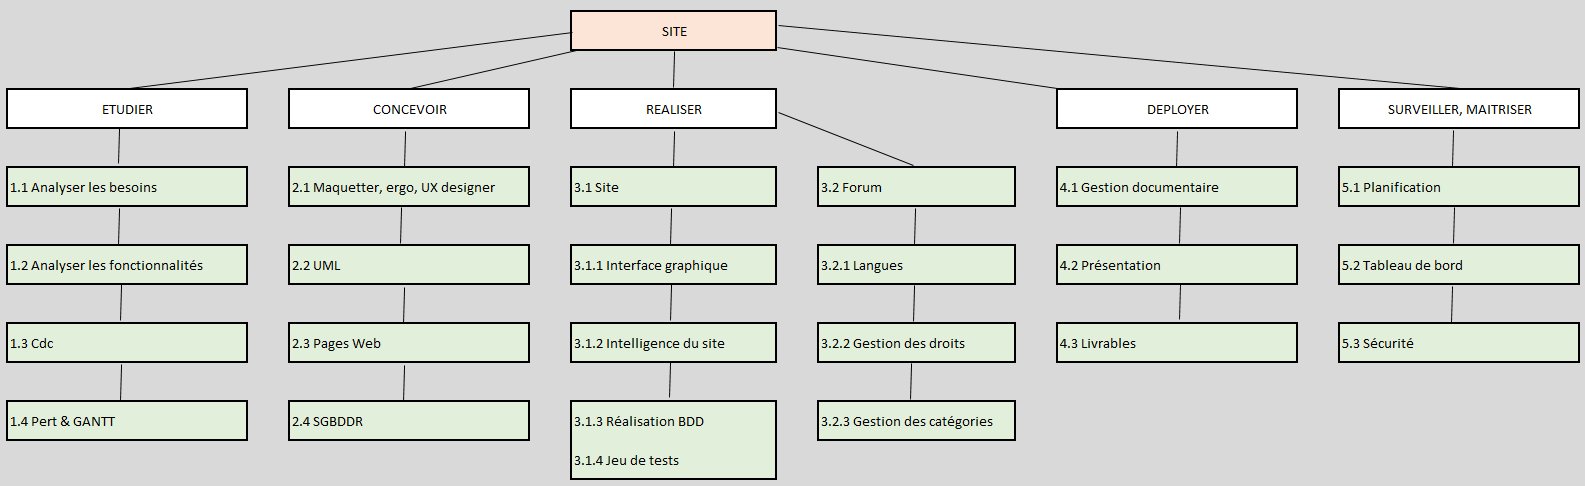 SITE
ETUDIER
CONCEVOIR
REALISER
DEPLOYER
SURVEILLER, MAITRISER
1.1 Analyser les besoins
2.1 Maquetter, ergo, UX designer
3.1 Site
3.2 Forum
4.1 Gestion documentaire
5.1 Planification
1.2 Analyser les fonctionnalités
2.2 UML
3.1.1 Interface graphique
3.2.1 Langues
4.2 Présentation
5.2 Tableau de bord
1.3 Cdc
2.3 Pages Web
3.1.2 Intelligence du site
3.2.2 Gestion des droits
4.3 Livrables
5.3 Sécurité
1.4 Pert & GANTT
2.4 SGBDDR
3.1.3 Réalisation BDD
3.2.3 Gestion des catégories
3.1.4 Jeu de tests